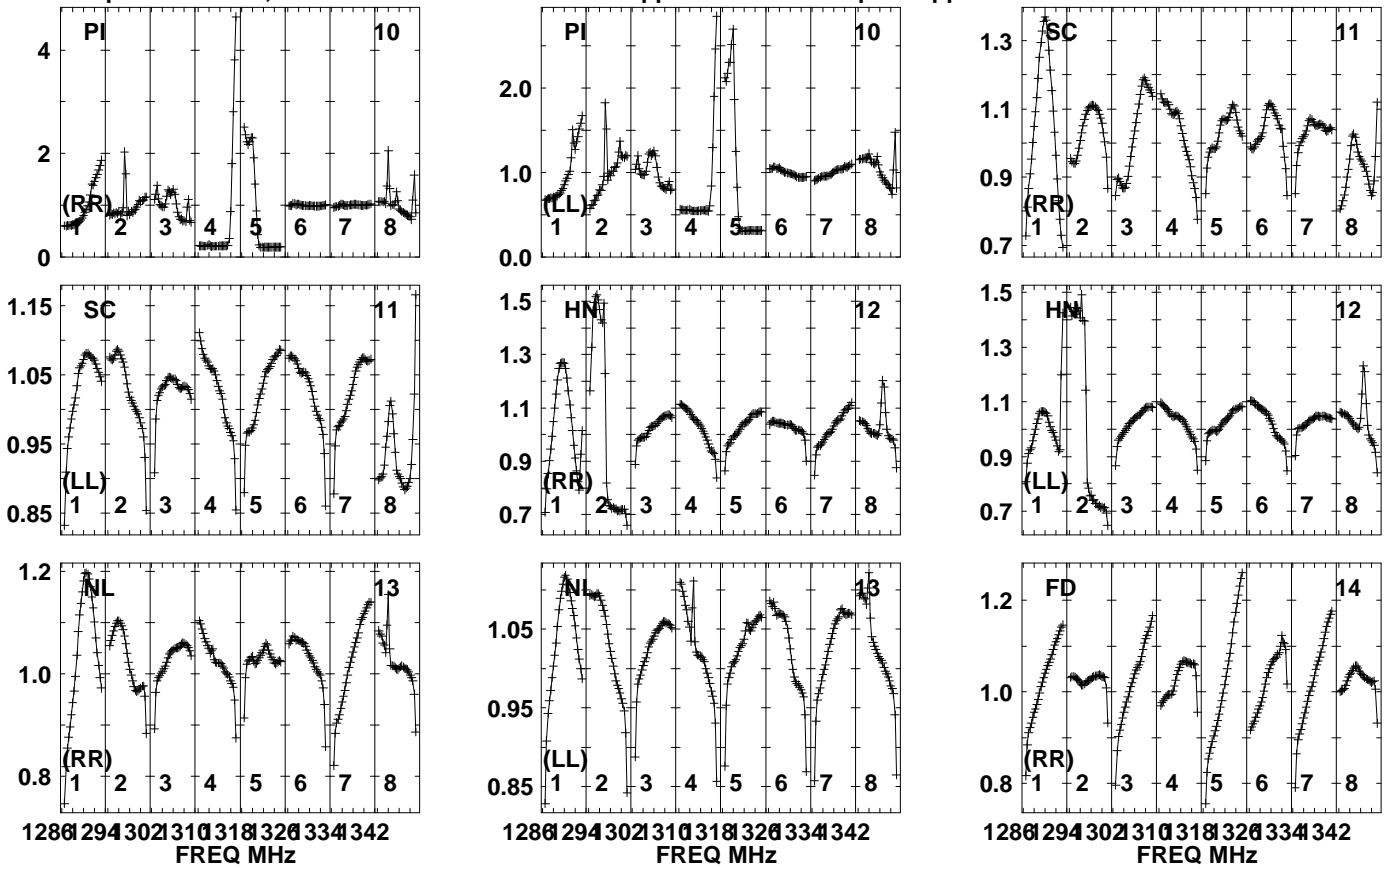 PI 10
4
2
0
(RR)
1 2 3 4 5 6 7 8
PI 10
2.0
1.0
0.0
(LL)
1 2 3 4 5 6 7 8
SC 11
1.3
1.1
0.9
0.7
(RR)
1 2 3 4 5 6 7 8
SC 11
1.15
1.05
0.95
0.85
(LL)
1 2 3 4 5 6 7 8
HN 12
1.5
1.3
1.1
0.9
0.7
(RR)
1 2 3 4 5 6 7 8
HN 12
1.5
1.3
1.1
0.9
0.7
(LL)
1 2 3 4 5 6 7 8
NL 13
1.2
1.0
0.8
(RR)
1 2 3 4 5 6 7 8
1286 1294 1302 1310 1318 1326 1334 1342
FREQ MHz
NL 13
1.05
0.95
0.85
(LL)
1 2 3 4 5 6 7 8
1286 1294 1302 1310 1318 1326 1334 1342
FREQ MHz
FD 14
1.2
1.0
0.8
(RR)
1 2 3 4 5 6 7 8
1286 1294 1302 1310 1318 1326 1334 1342
FREQ MHz